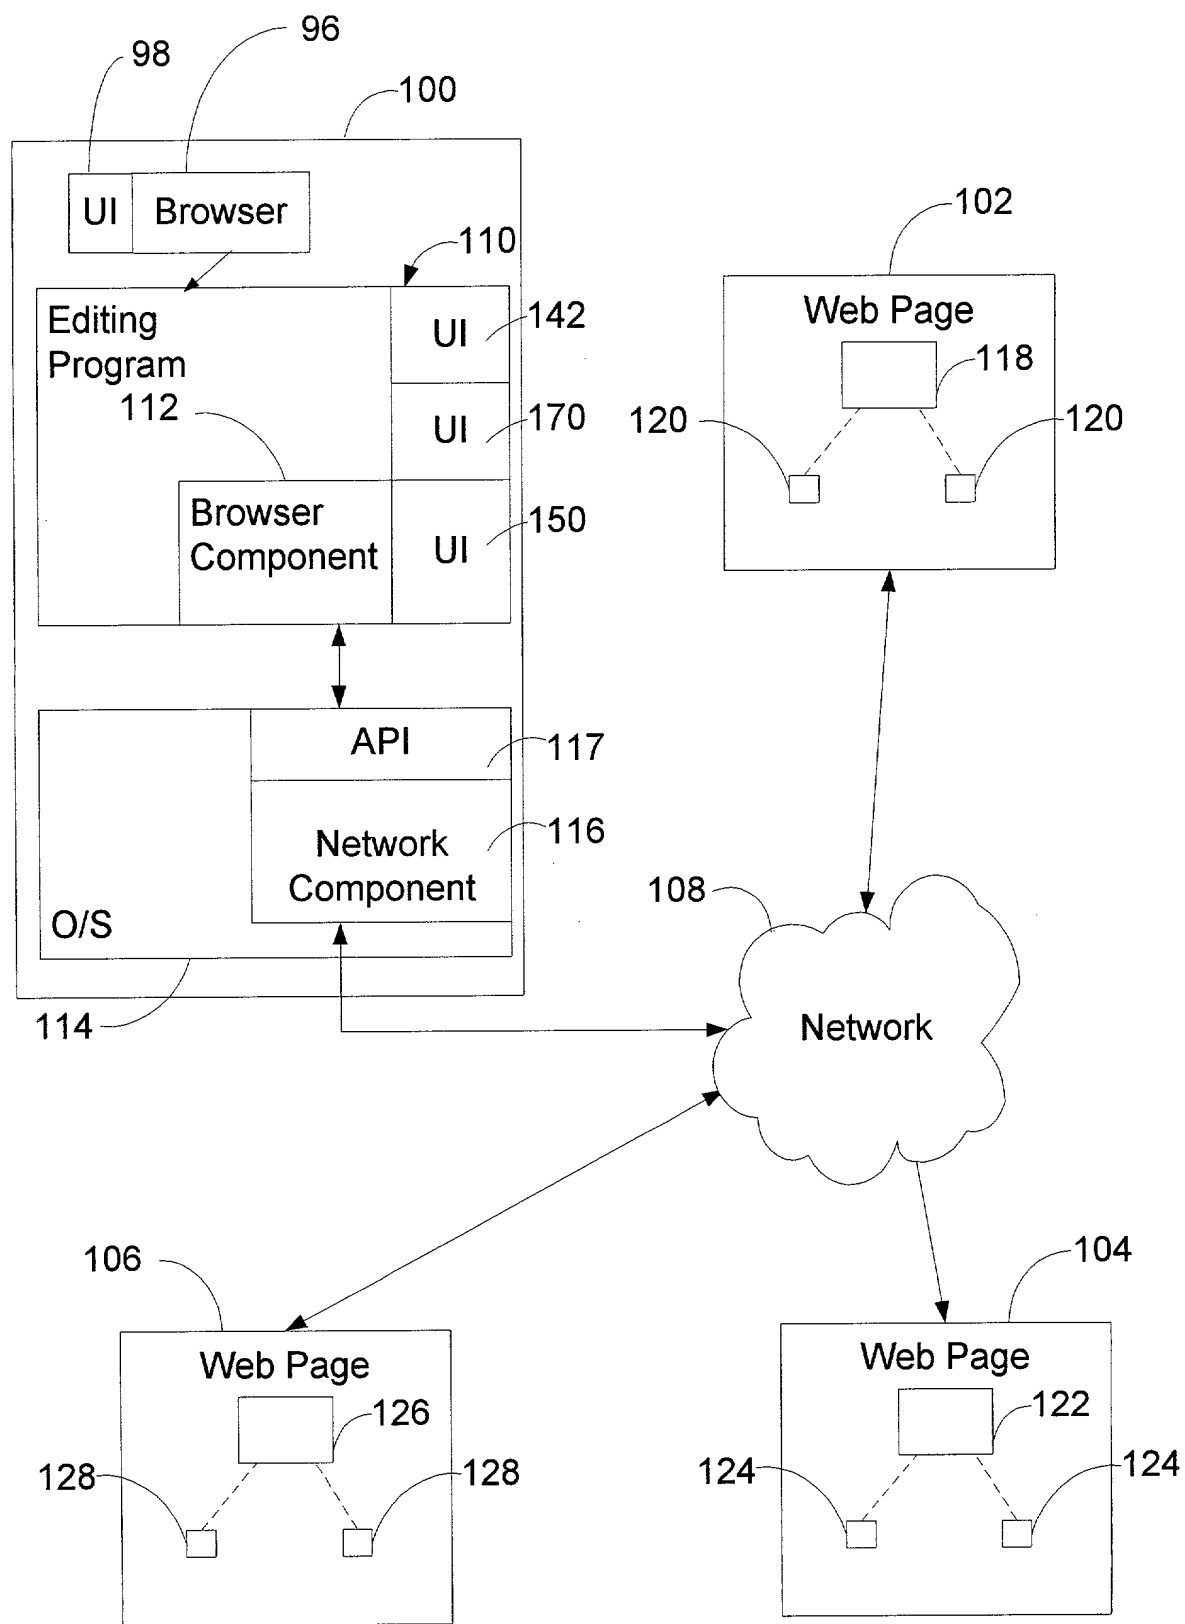 98
96
100
UI
Browser
110
102
Editing
Program
UI
142
Web Page
118
112
UI
170
120
120
Browser
Component
UI
150
API
117
Network
Component
116
108
O/S
114
Network
106
104
Web Page
Web Page
126
122
128
128
124
124